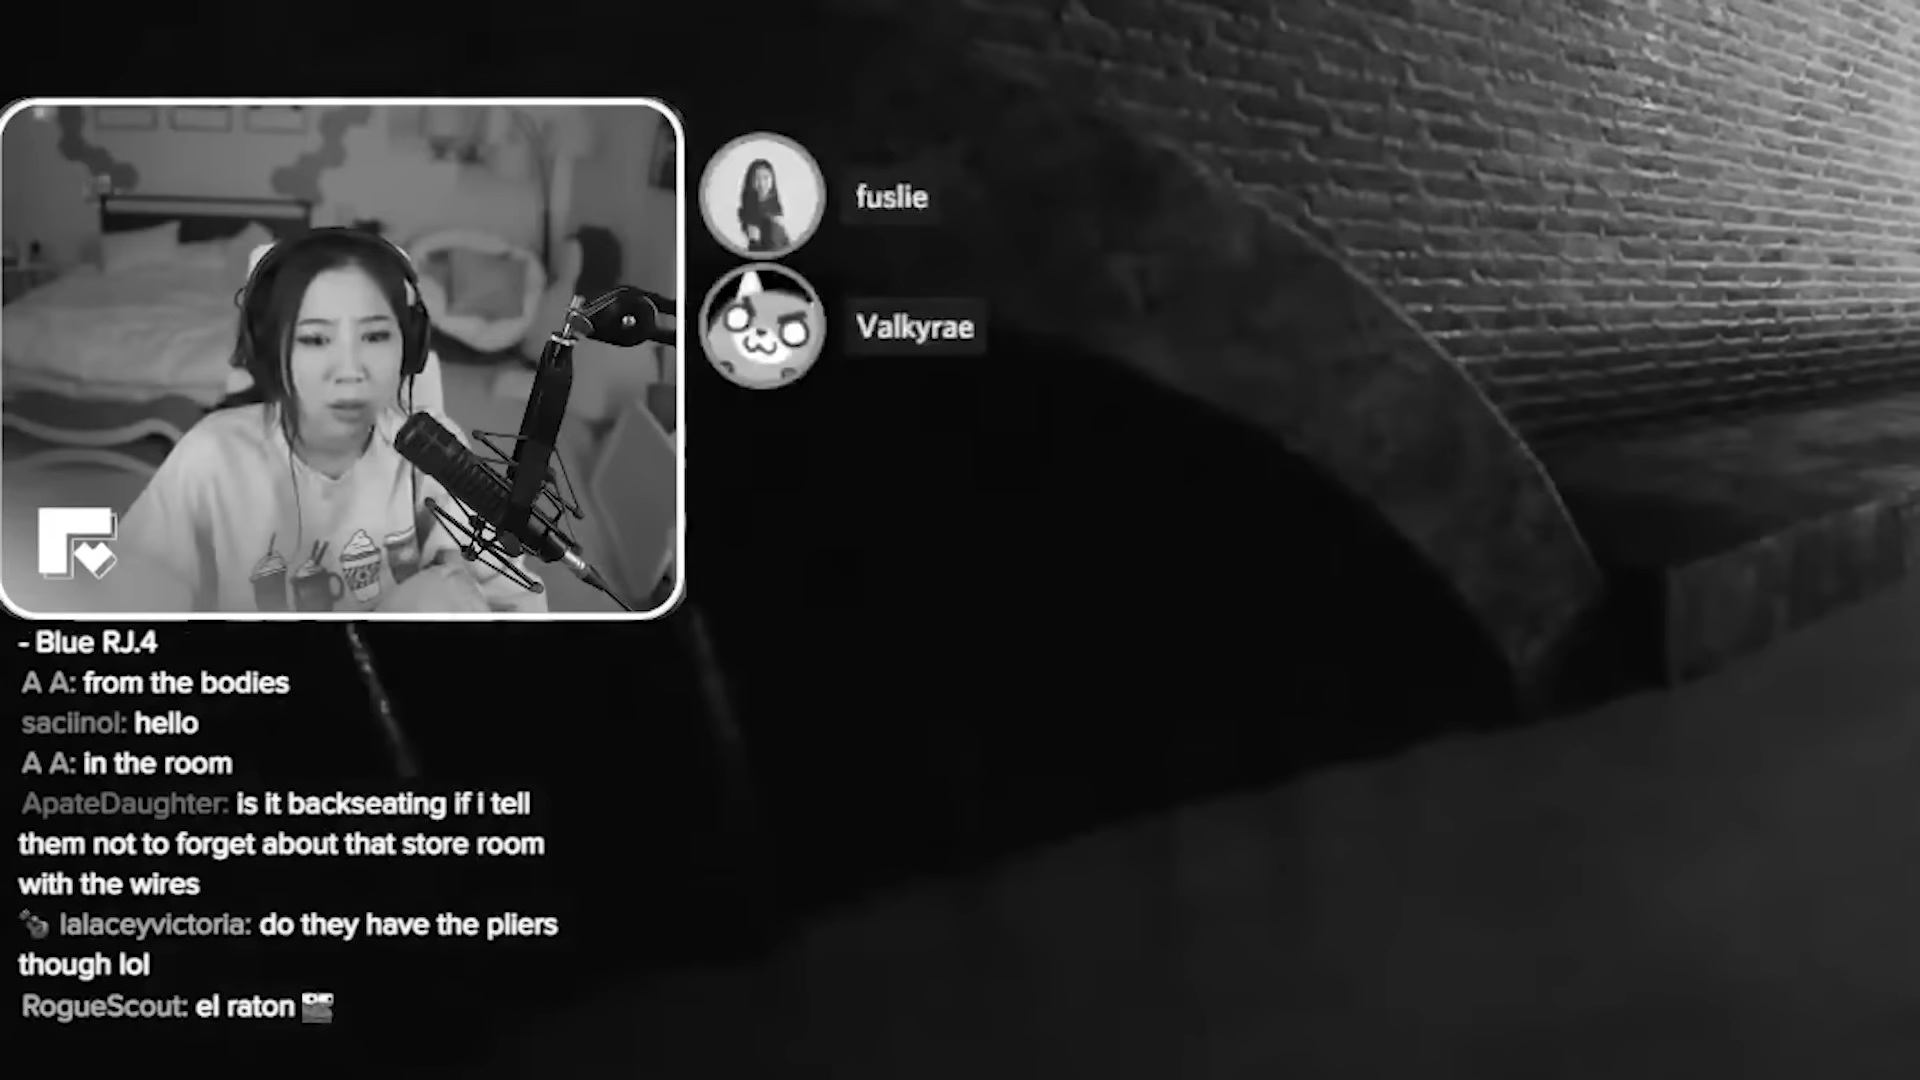 fuslie
Valkyrae
- Blue RJ.4
A A: from the bodies
saciinol: hello
A A: in the room
ApateDaughter: is it backseating if i tell
them not to forget about that store room
with the wires
lalaceyvictoria: do they have the pliers
though lol
RogueScout: el raton